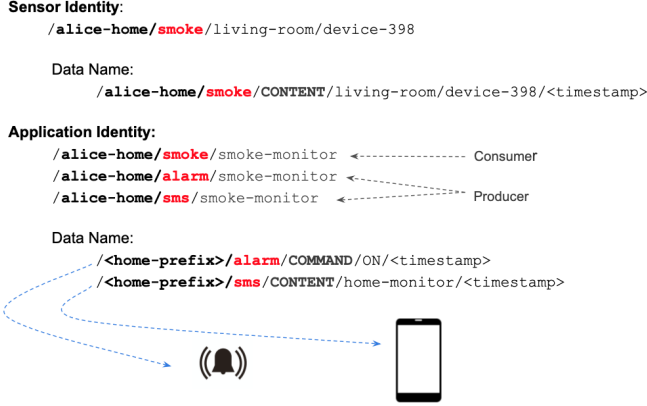 Sensor Identity:
/alice-home/smoke/living-room/device-398
Data Name:
/alice-home/smoke/CONTENT/living-room/device-398/<timestamp>
Application Identity:
/alice-home/smoke/smoke-monitor
Consumer
/alice-home/alarm/smoke-monitor
/alice-home/sms/smoke-monitor
Producer
Data Name:
/<home-prefix>/alarm/COMMAND/ON/<timestamp>
/<home-prefix>/sms/CONTENT/home-monitor/<timestamp>